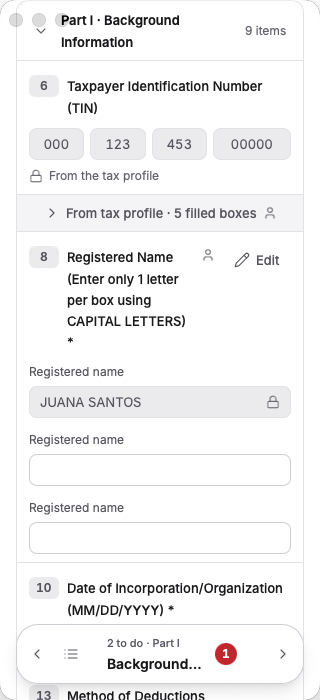 Part I · Background
Information
9 items
6
Taxpayer Identification Number
(TIN)
000
123
453
00000
From the tax profile
From tax profile · 5 filled boxes
8
Registered Name
(Enter only 1 letter
per box using
CAPITAL LETTERS)
*
Edit
Registered name
JUANA SANTOS
Registered name
Registered name
10
Date of Incorporation/Organization
(MM/DD/YYYY) *
2 to do · Part I
Background...
1
13
Method of Deductions